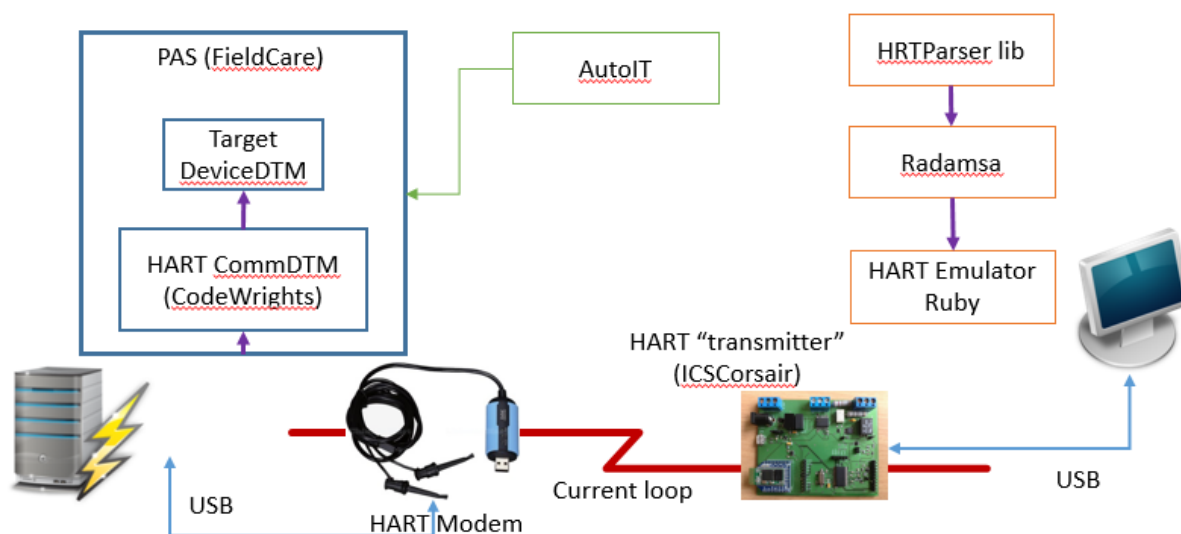 PAS (FieldCare)
Target
DeviceDTM
HART CommDTM
(CodeWrights)
AutoIT
HRTParser lib
Radamsa
HART Emulator
Ruby
HART “transmitter”
(ICSCorsair)
USB
HART Modem
Current loop
USB